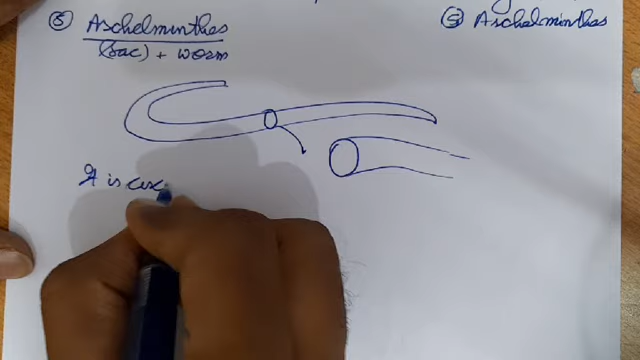 ⑤ Aschelminthes
(sac) + worm
⑤ Aschelminthes
It is